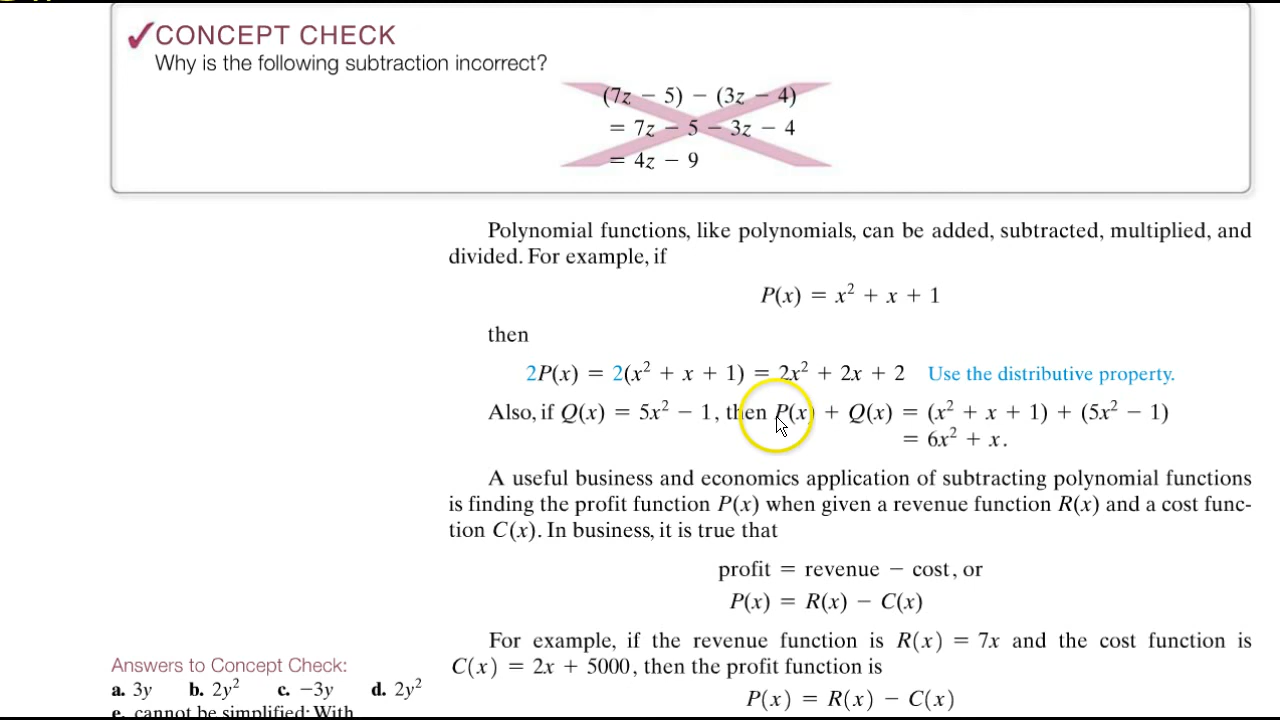 ✓CONCEPT CHECK
Why is the following subtraction incorrect?
(7z − 5) − (3z − 4)
= 7z − 5 − 3z − 4
= 4z − 9
Polynomial functions, like polynomials, can be added, subtracted, multiplied, and
divided. For example, if
P(x) = x² + x + 1
then
2P(x) = 2(x² + x + 1) = 2x² + 2x + 2 Use the distributive property.
Also, if Q(x) = 5x² − 1, then P(x) + Q(x) = (x² + x + 1) + (5x² − 1)
= 6x² + x.
A useful business and economics application of subtracting polynomial functions
is finding the profit function P(x) when given a revenue function R(x) and a cost func-
tion C(x). In business, it is true that
profit = revenue − cost, or
P(x) = R(x) − C(x)
For example, if the revenue function is R(x) = 7x and the cost function is
C(x) = 2x + 5000, then the profit function is
P(x) = R(x) − C(x)
Answers to Concept Check:
a. 3y b. 2y² c. −3y d. 2y²
e. cannot be simplified: With